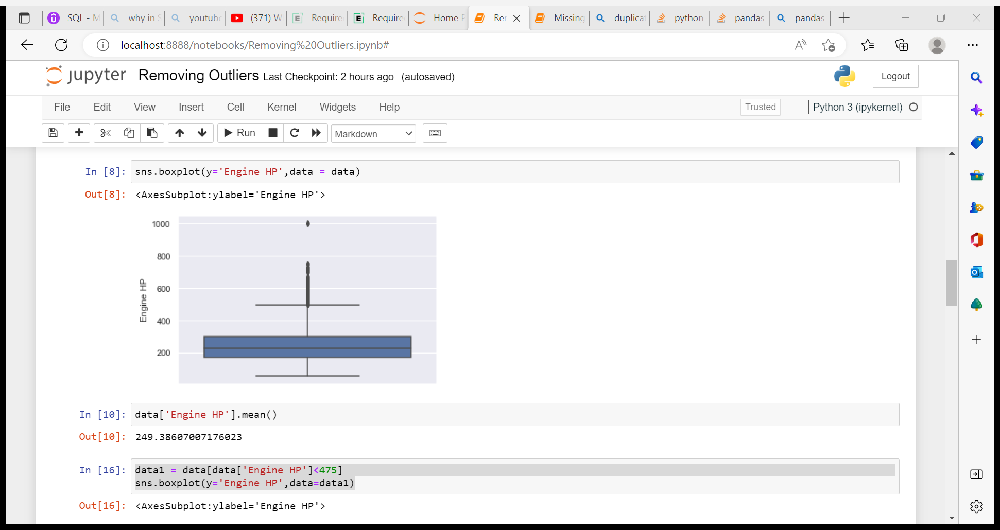 SQL - M
why in S
youtube
(371) W
Require
Require
Home P
Rer
Missing
duplicat
python
pandas
pandas
localhost:8888/notebooks/Removing%20Outliers.ipynb#
jupyter Removing Outliers Last Checkpoint: 2 hours ago (autosaved)
Logout
File Edit View Insert Cell Kernel Widgets Help
Trusted
Python 3 (ipykernel)
Run
Markdown
In [8]: sns.boxplot(y='Engine HP',data = data)
Out[8]: <AxesSubplot:ylabel='Engine HP'>
1000
800
600
400
200
Engine HP
In [10]: data['Engine HP'].mean()
Out[10]: 249.38607007176023
In [16]: data1 = data[data['Engine HP']<475]
sns.boxplot(y='Engine HP',data=data1)
Out[16]: <AxesSubplot:ylabel='Engine HP'>